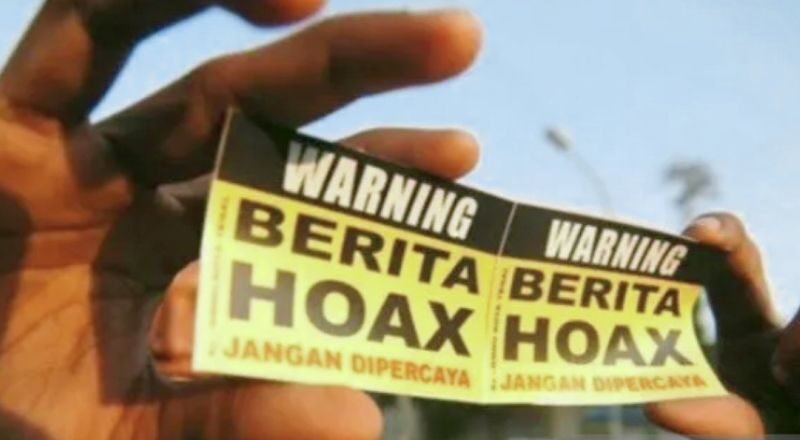 WARNING
BERITA
HOAX
JANGAN DIPERCAYA
WARNING
BERITA
HOAX
JANGAN DIPERCAYA